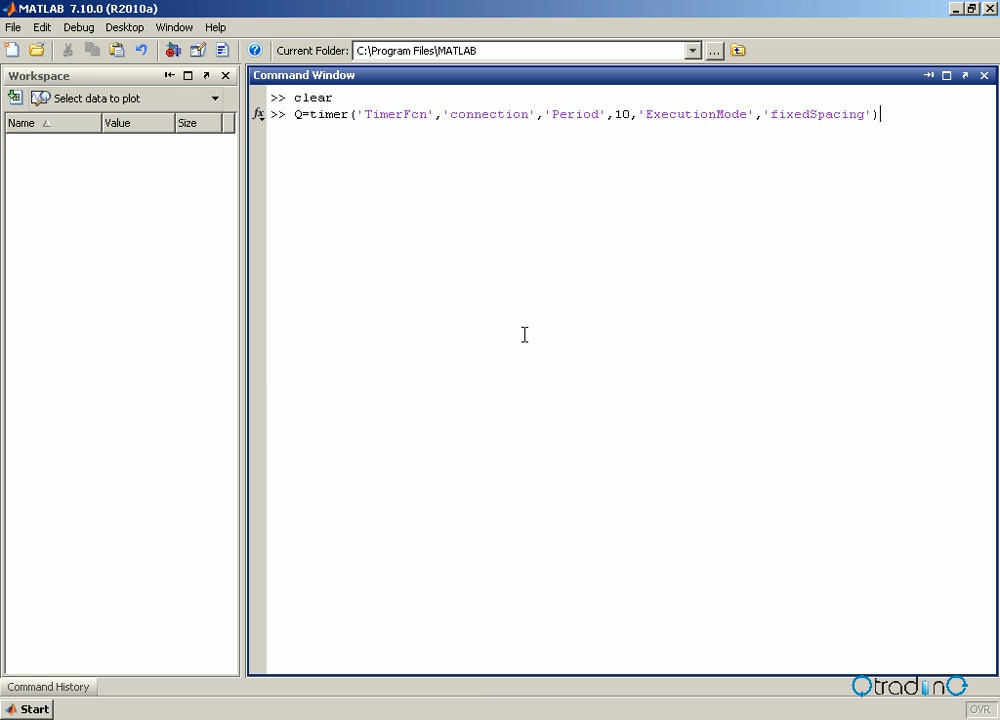 MATLAB 7.10.0 (R2010a)
File Edit Debug Desktop Window Help
Current Folder: C:\Program Files\MATLAB ...
Workspace
Select data to plot
Name Value Size
Command Window
>> clear
fx >> Q=timer('TimerFcn','connection','Period',10,'ExecutionMode','fixedSpacing')
Command History
QtradinG
Start
OVR